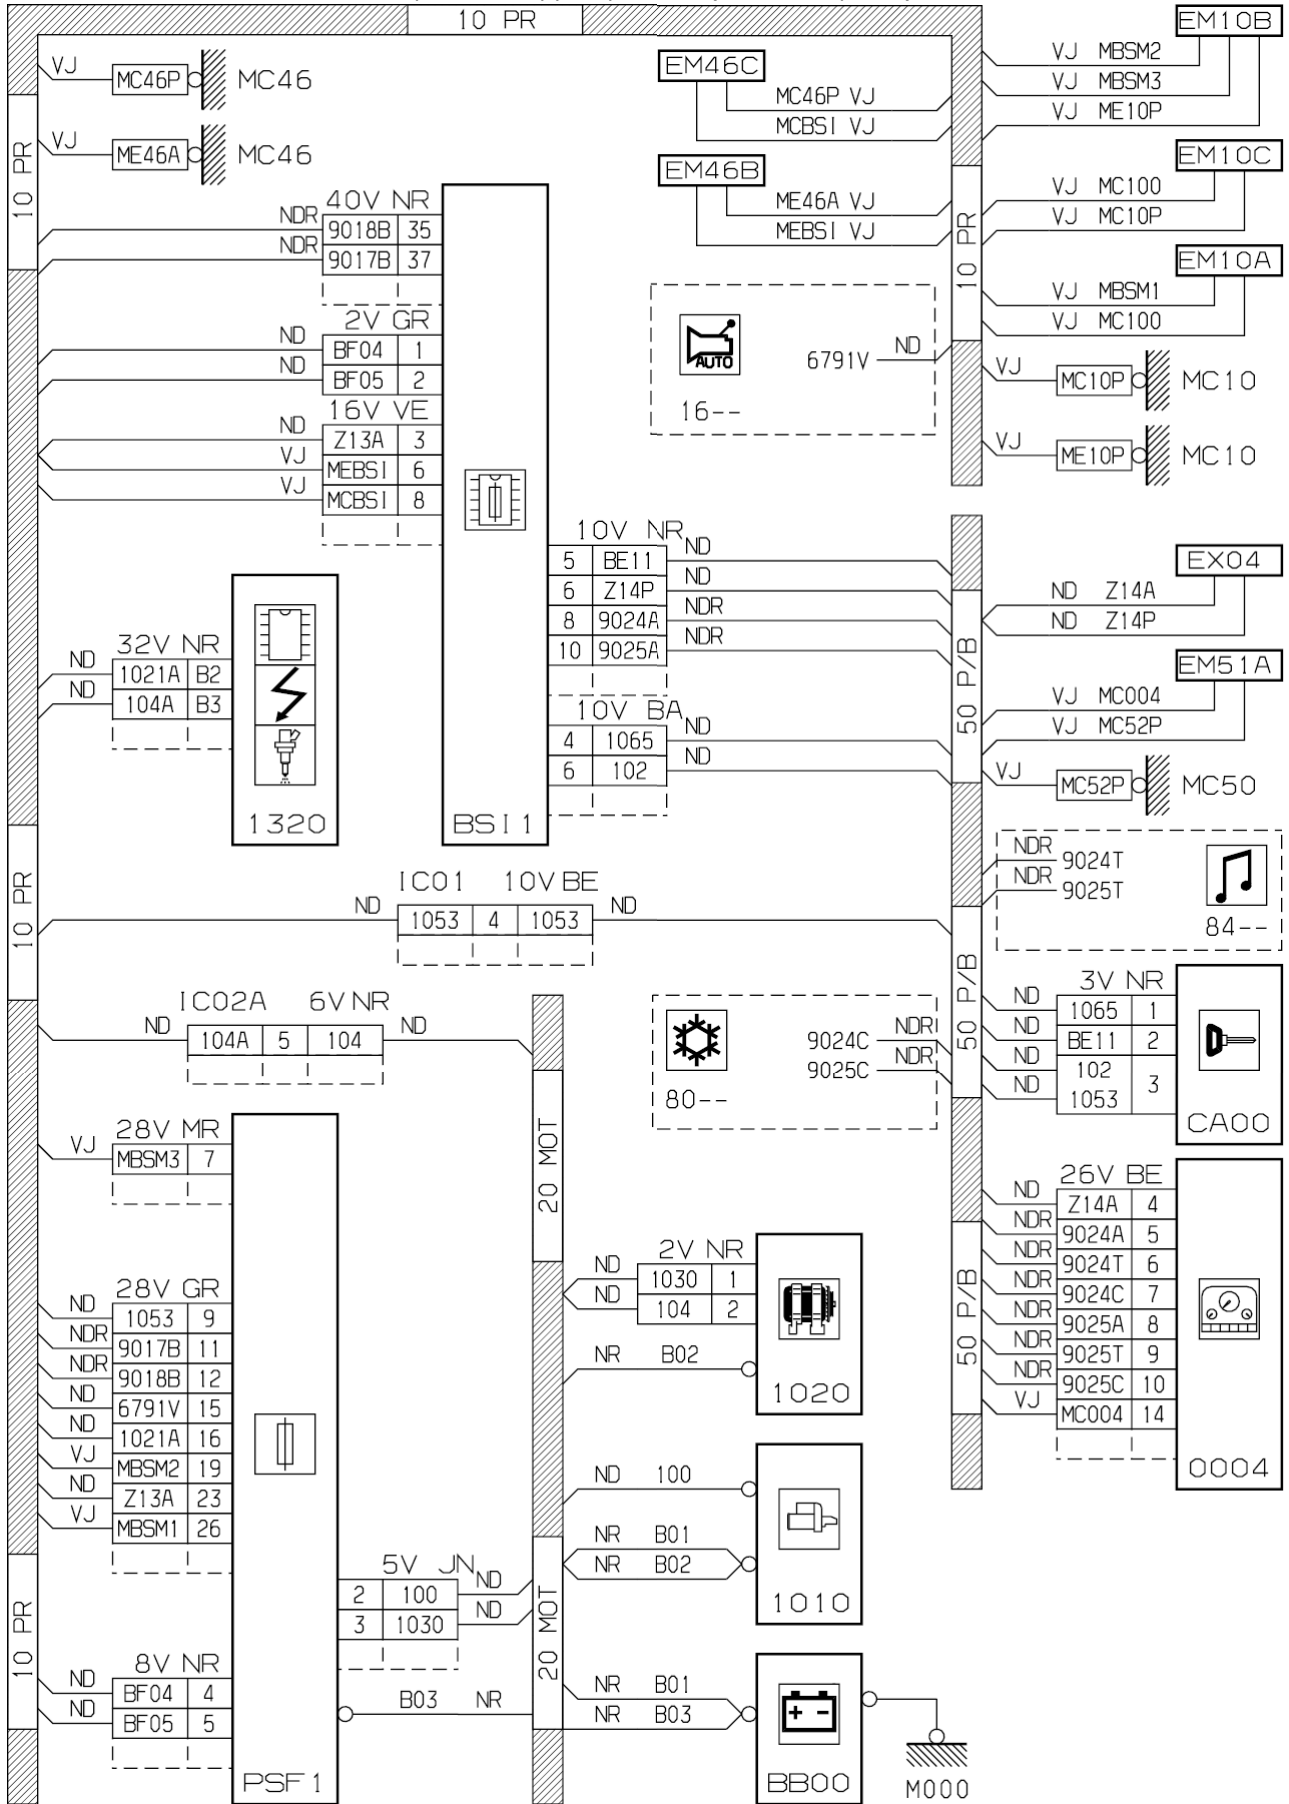 10 PR
VJ MC46P MC46
VJ ME46A MC46
10 PR
EM46C
MC46P VJ
MCBSI VJ
EM46B
ME46A VJ
MEBSI VJ
EM10B
VJ MBSM2
VJ MBSM3
VJ ME10P
EM10C
VJ MC100
VJ MC10P
10 PR
EM10A
VJ MBSM1
VJ MC100
VJ MC10P MC10
VJ ME10P MC10
40V NR
NDR 9018B 35
NDR 9017B 37
2V GR
ND BF04 1
ND BF05 2
16V VE
ND Z13A 3
VJ MEBSI 6
VJ MCBSI 8
AUTO
6791V ND
16--
10V NR
5 BE11 ND
6 Z14P ND
8 9024A NDR
10 9025A NDR
10V BA
4 1065 ND
6 102 ND
BSI1
32V NR
ND 1021A B2
ND 104A B3
1320
EX04
ND Z14A
ND Z14P
50 P/B
EM51A
VJ MC004
VJ MC52P
VJ MC52P MC50
NDR 9024T
NDR 9025T
84--
10 PR
IC01 10V BE
ND 1053 4 1053 ND
50 P/B
IC02A 6V NR
ND 104A 5 104 ND
9024C NDR
9025C NDR
80--
3V NR
ND 1065 1
ND BE11 2
ND 102
ND 1053 3
CA00
28V MR
VJ MBSM3 7
20 MOT
28V GR
ND 1053 9
NDR 9017B 11
NDR 9018B 12
ND 6791V 15
ND 1021A 16
VJ MBSM2 19
ND Z13A 23
VJ MBSM1 26
2V NR
ND 1030 1
ND 104 2
NR B02
1020
26V BE
ND Z14A 4
NDR 9024A 5
NDR 9024T 6
NDR 9024C 7
NDR 9025A 8
NDR 9025T 9
NDR 9025C 10
VJ MC004 14
50 P/B
0004
ND 100
NR B01
NR B02
1010
5V JN
2 100 ND
3 1030 ND
20 MOT
10 PR
8V NR
ND BF04 4
ND BF05 5
PSF1
B03 NR
NR B01
NR B03
+ -
BB00
M000